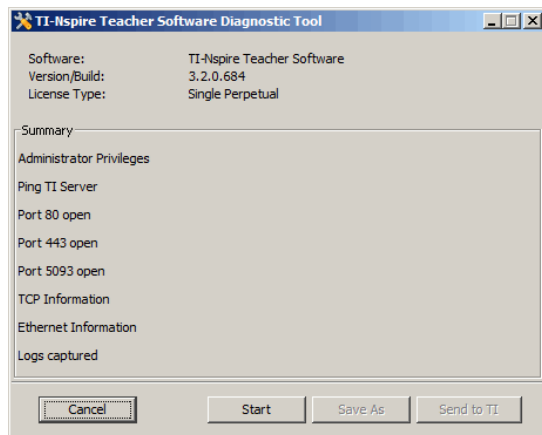 TI-Nspire Teacher Software Diagnostic Tool
Software: TI-Nspire Teacher Software
Version/Build: 3.2.0.684
License Type: Single Perpetual
Summary
Administrator Privileges
Ping TI Server
Port 80 open
Port 443 open
Port 5093 open
TCP Information
Ethernet Information
Logs captured
Cancel Start Save As Send to TI